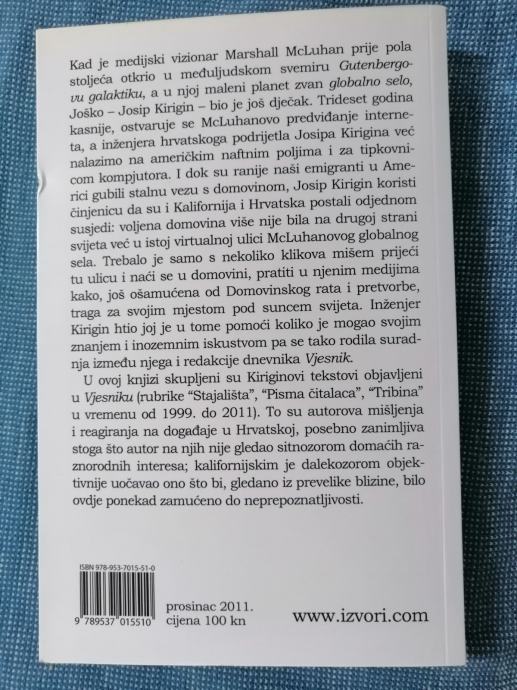 Kad je medijski vizionar Marshall McLuhan prije pola
stoljeća otkrio u međuljudskom svemiru Gutenbergo-
vu galaktiku, a u njoj maleni planet zvan globalno selo,
Joško – Josip Kirigin – bio je još dječak. Trideset godina
kasnije, ostvaruje se McLuhanovo predviđanje interne-
ta, a inženjera hrvatskoga podrijetla Josipa Kirigina već
nalazimo na američkim naftnim poljima i za tipkovni-
com kompjutora. I dok su ranije naši emigranti u Ame-
rici gubili stalnu vezu s domovinom, Josip Kirigin koristi
činjenicu da su i Kalifornija i Hrvatska postali odjednom
susjedi: voljena domovina više nije bila na drugoj strani
svijeta već u istoj virtualnoj ulici McLuhanovog globalnog
sela. Trebalo je samo s nekoliko klikova mišem prijeći
tu ulicu i naći se u domovini, pratiti u njenim medijima
kako, još ošamućena od Domovinskog rata i pretvorbe,
traga za svojim mjestom pod suncem svijeta. Inženjer
Kirigin htio joj je u tome pomoći koliko je mogao svojim
znanjem i inozemnim iskustvom pa se tako rodila surad-
nja između njega i redakcije dnevnika Vjesnik.
U ovoj knjizi skupljeni su Kiriginovi tekstovi objavljeni
u Vjesniku (rubrike “Stajališta”, “Pisma čitalaca”, “Tribina”
u vremenu od 1999. do 2011). To su autorova mišljenja
i reagiranja na događaje u Hrvatskoj, posebno zanimljiva
stoga što autor na njih nije gledao sitnozorom domaćih ra-
znorodnih interesa; kalifornijskim je dalekozorom objek-
tivnije uočavao ono što bi, gledano iz prevelike blizine, bilo
ovdje ponekad zamućeno do neprepoznatljivosti.
ISBN 978-953-7015-51-0
9 789537 015510
prosinac 2011.
cijena 100 kn
www.izvori.com